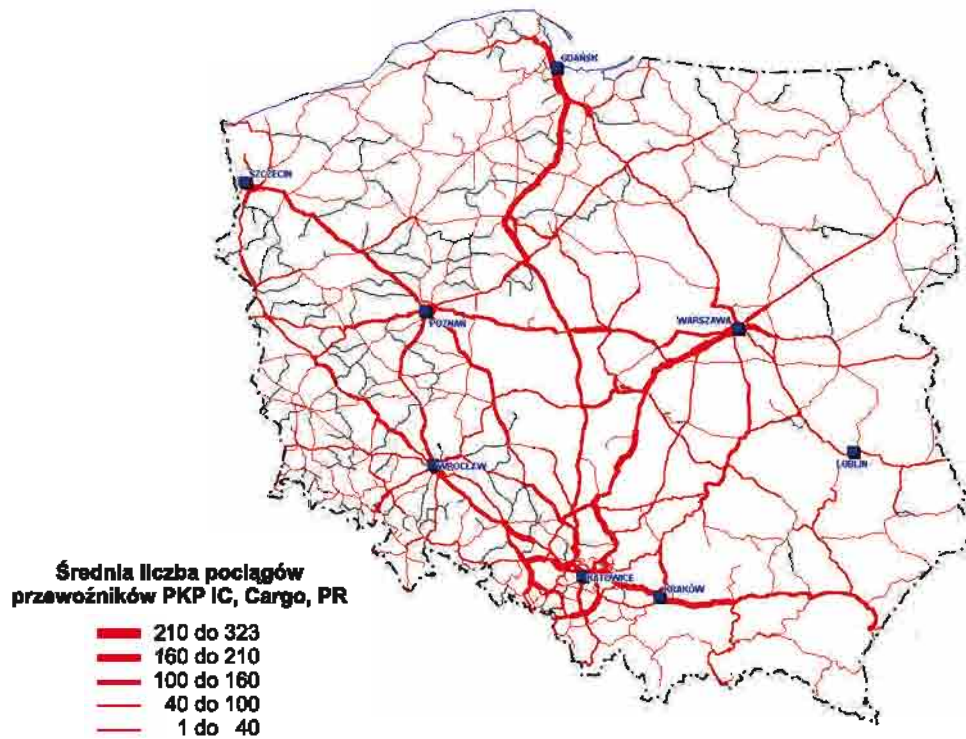 GDAŃSK
SZCZECIN
POZNAŃ
WARSZAWA
WROCŁAW
LUBLIN
KATOWICE
KRAKÓW
Średnia liczba pociągów
przewoźników PKP IC, Cargo, PR
210 do 323
160 do 210
100 do 160
40 do 100
1 do 40